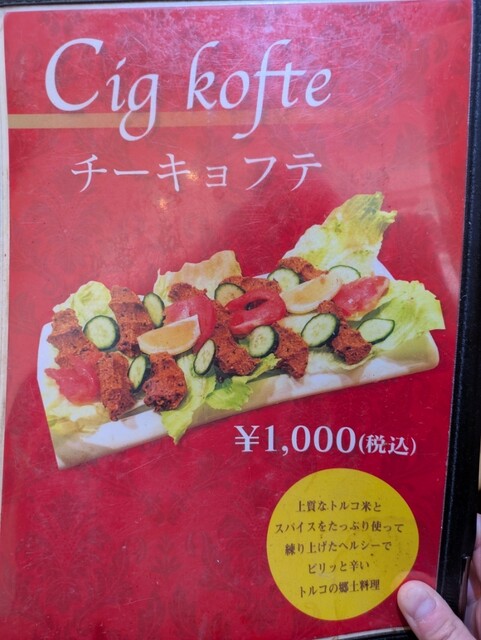 Cig kofte
チーキョフテ
¥1,000(税込)
上質なトルコ米と
スパイスをたっぷり使って
練り上げたヘルシーで
ピリッと辛い
トルコの郷土料理